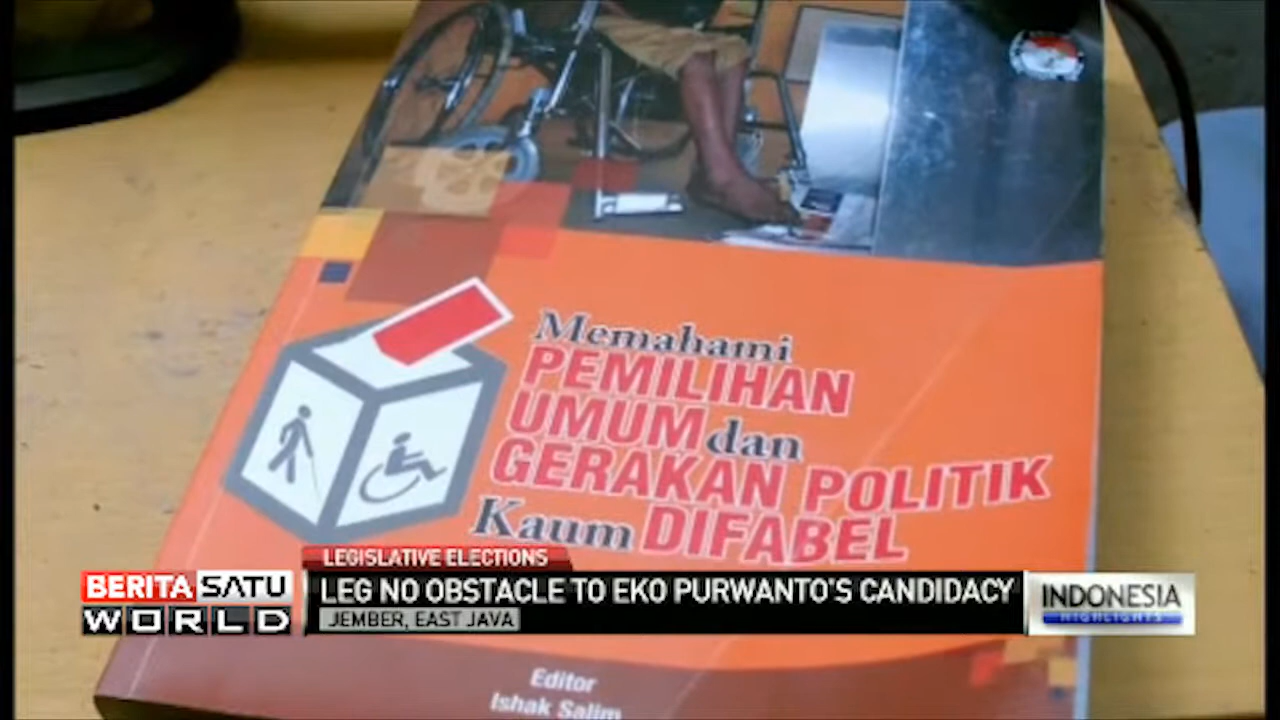 Memahami
PEMILIHAN
UMUM dan
GERAKAN POLITIK
Kaum DIFABEL
LEGISLATIVE ELECTIONS
BERITA SATU
WORLD
LEG NO OBSTACLE TO EKO PURWANTO'S CANDIDACY
JEMBER, EAST JAVA
INDONESIA
HIGHLIGHTS
Editor
Ishak Salim